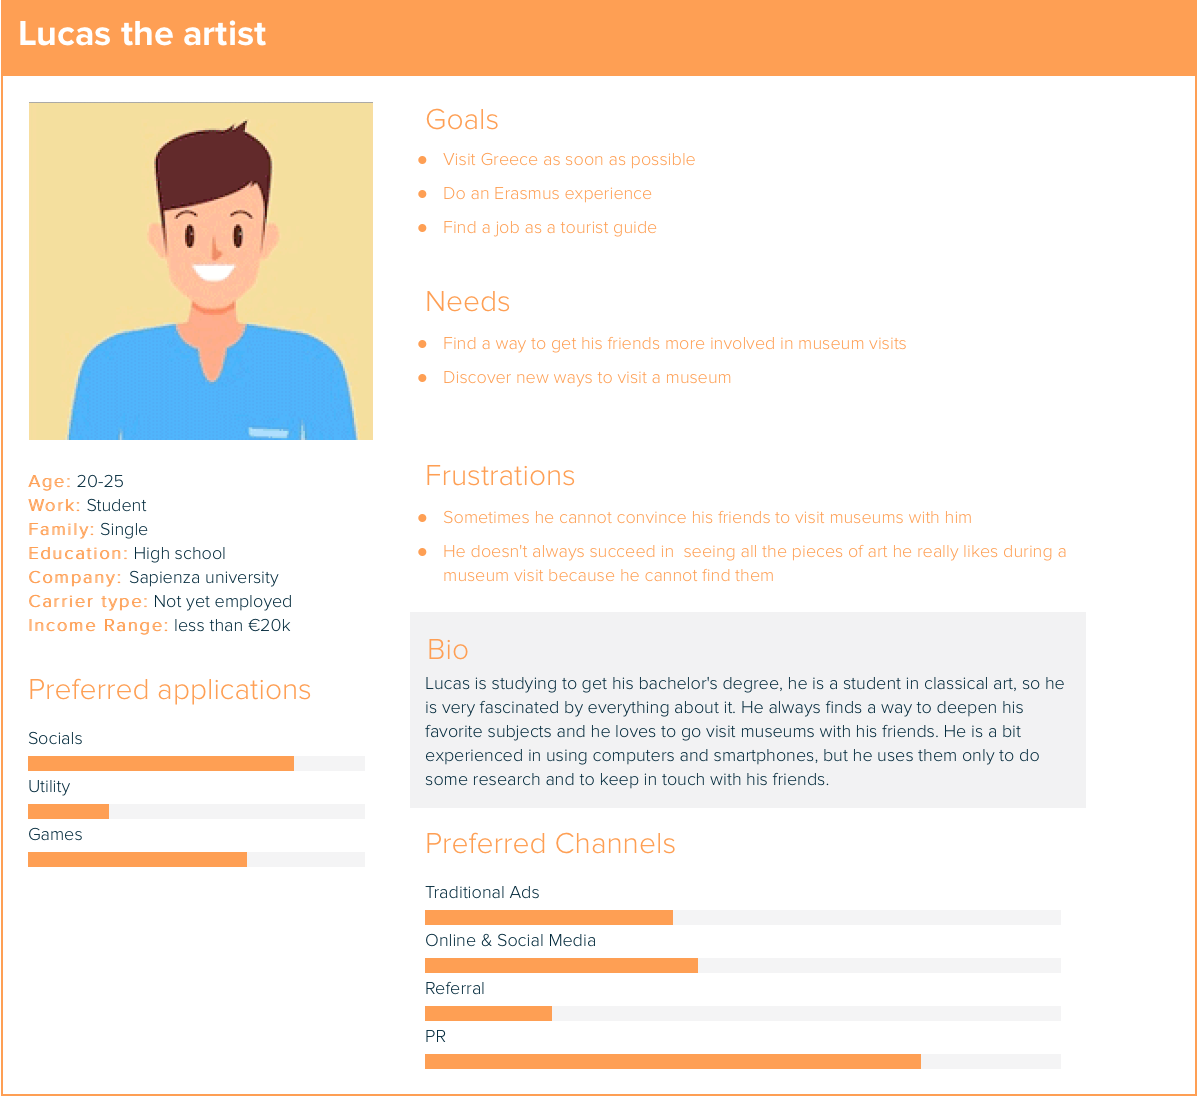 Lucas the artist
Age: 20-25
Work: Student
Family: Single
Education: High school
Company: Sapienza university
Carrier type: Not yet employed
Income Range: less than €20k
Preferred applications
Socials
Utility
Games
Goals
Visit Greece as soon as possible
Do an Erasmus experience
Find a job as a tourist guide
Needs
Find a way to get his friends more involved in museum visits
Discover new ways to visit a museum
Frustrations
Sometimes he cannot convince his friends to visit museums with him
He doesn't always succeed in  seeing all the pieces of art he really likes during a
museum visit because he cannot find them
Bio
Lucas is studying to get his bachelor's degree, he is a student in classical art, so he
is very fascinated by everything about it. He always finds a way to deepen his
favorite subjects and he loves to go visit museums with his friends. He is a bit
experienced in using computers and smartphones, but he uses them only to do
some research and to keep in touch with his friends.
Preferred Channels
Traditional Ads
Online & Social Media
Referral
PR